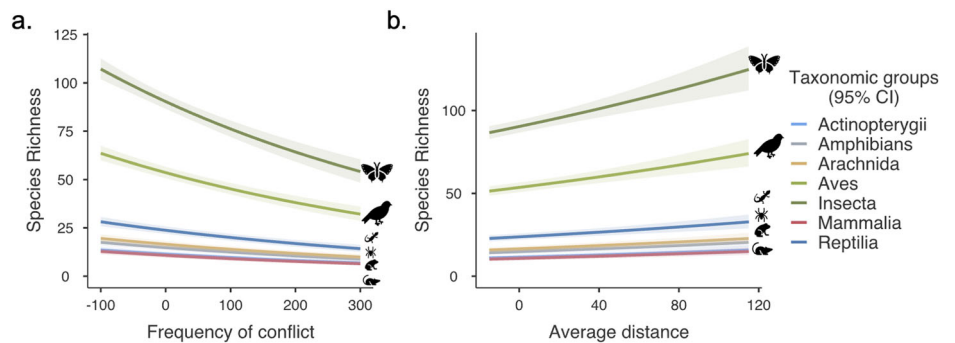 a.
125
100
75
50
25
0
Species Richness
-100 0 100 200 300
Frequency of conflict
b.
100
50
0
Species Richness
0 40 80 120
Average distance
Taxonomic groups
(95% CI)
Actinopterygii
Amphibians
Arachnida
Aves
Insecta
Mammalia
Reptilia